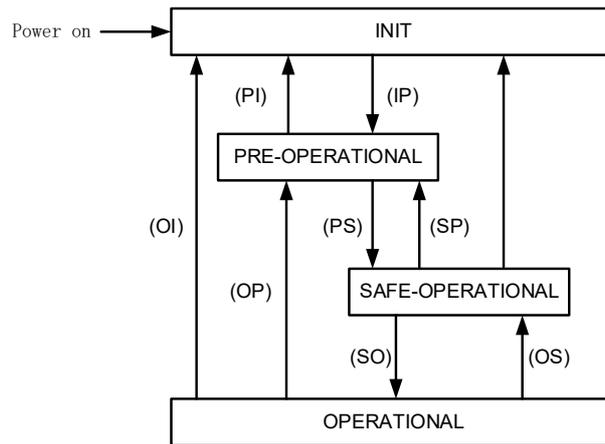 Power on
INIT
(PI)
(IP)
PRE-OPERATIONAL
(OI)
(PS)
(SP)
(OP)
SAFE-OPERATIONAL
(SO)
(OS)
OPERATIONAL